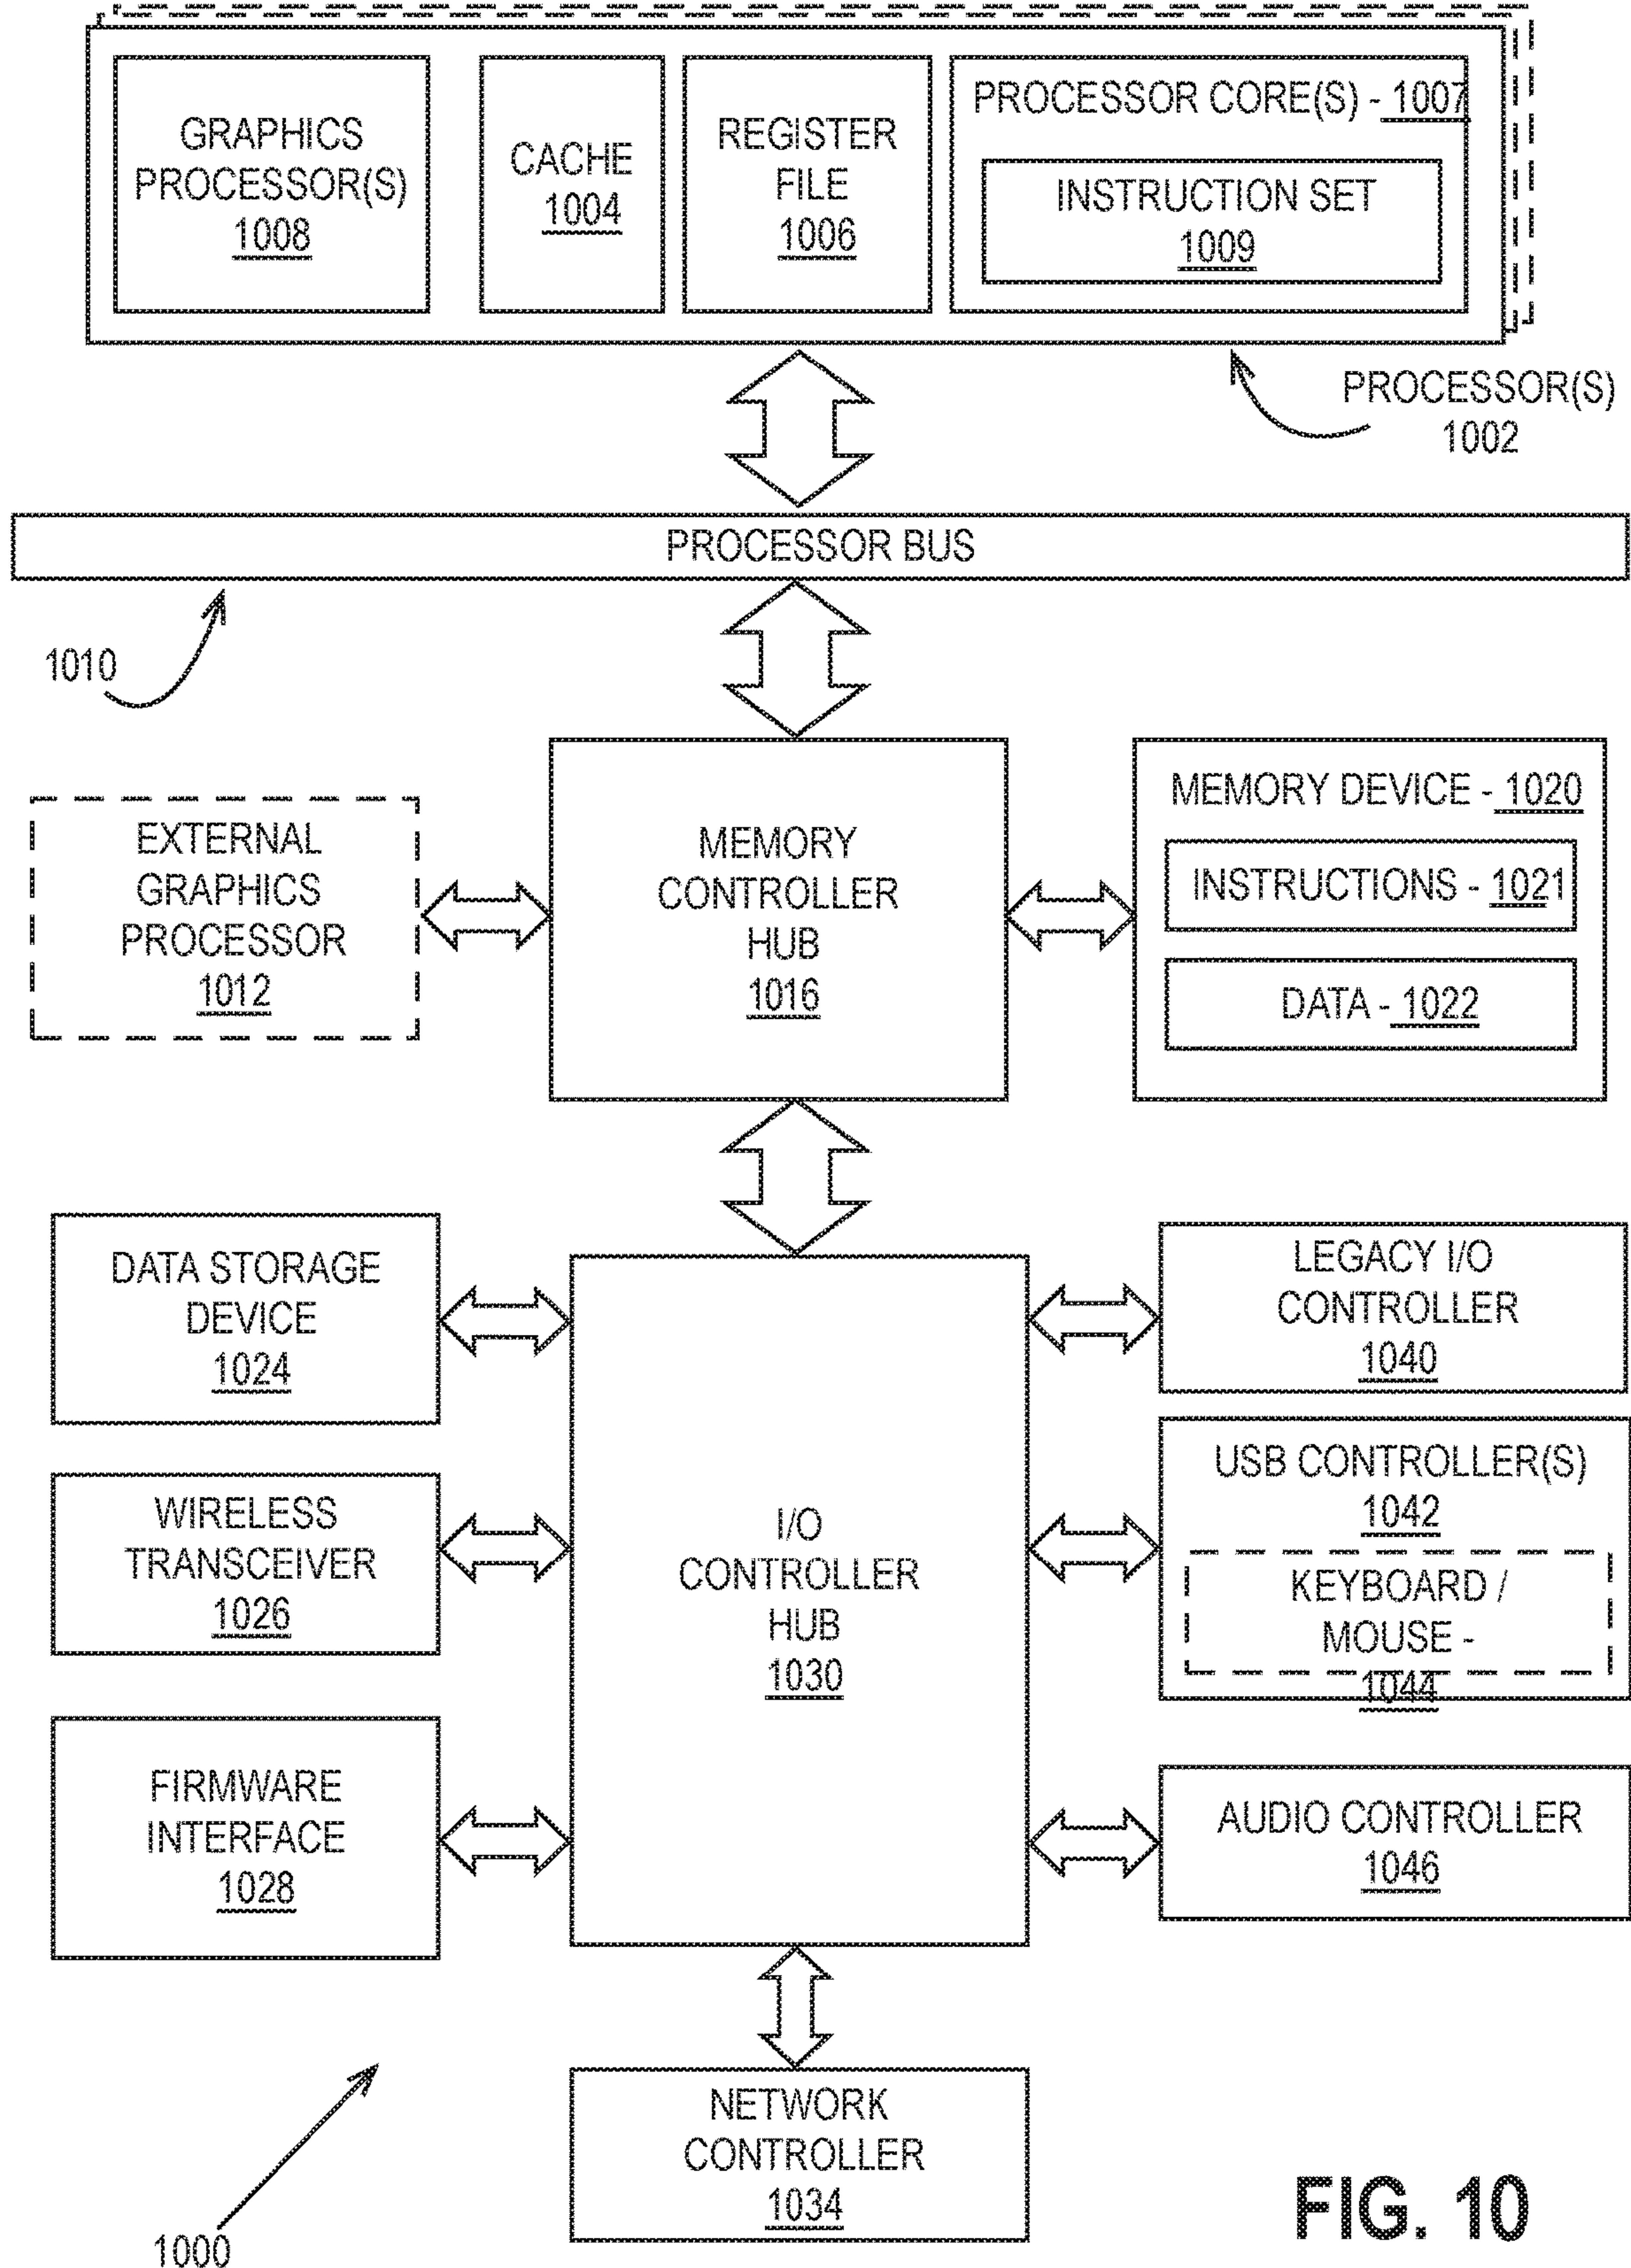 GRAPHICS
PROCESSOR(S)
1008
CACHE
1004
REGISTER
FILE
1006
PROCESSOR CORE(S) - 1007
INSTRUCTION SET
1009
PROCESSOR(S)
1002
PROCESSOR BUS
1010
EXTERNAL
GRAPHICS
PROCESSOR
1012
MEMORY
CONTROLLER
HUB
1016
MEMORY DEVICE - 1020
INSTRUCTIONS - 1021
DATA - 1022
DATA STORAGE
DEVICE
1024
WIRELESS
TRANSCEIVER
1026
FIRMWARE
INTERFACE
1028
I/O
CONTROLLER
HUB
1030
LEGACY I/O
CONTROLLER
1040
USB CONTROLLER(S)
1042
KEYBOARD /
MOUSE -
1044
AUDIO CONTROLLER
1046
NETWORK
CONTROLLER
1034
1000
FIG. 10